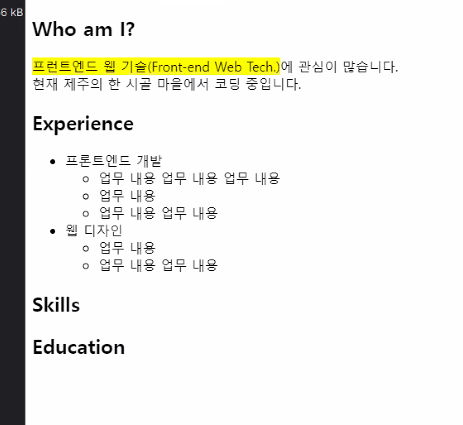 6 kB
Who am I?
프런트엔드 웹 기술(Front-end Web Tech.)에 관심이 많습니다.
현재 제주의 한 시골 마을에서 코딩 중입니다.
Experience
프론트엔드 개발
업무 내용 업무 내용 업무 내용
업무 내용
업무 내용 업무 내용
웹 디자인
업무 내용
업무 내용 업무 내용
Skills
Education